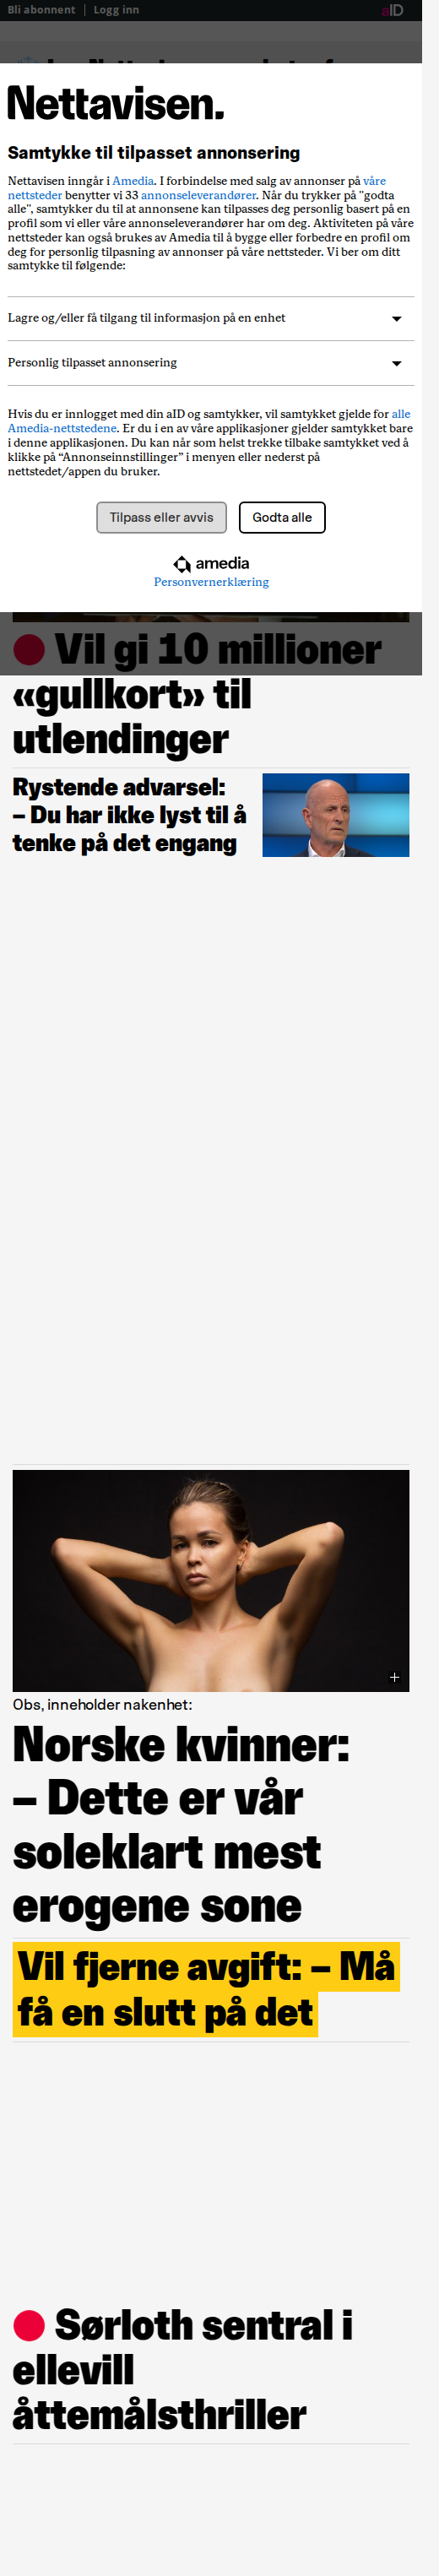 Bli abonnent
Logg inn
aID
Nettavisen.
Samtykke til tilpasset annonsering
Nettavisen inngår i Amedia. I forbindelse med salg av annonser på våre
nettsteder benytter vi 33 annonseleverandører. Når du trykker på "godta
alle", samtykker du til at annonsene kan tilpasses deg personlig basert på en
profil som vi eller våre annonseleverandører har om deg. Aktiviteten på våre
nettsteder kan også brukes av Amedia til å bygge eller forbedre en profil om
deg for personlig tilpasning av annonser på våre nettsteder. Vi ber om ditt
samtykke til følgende:
Lagre og/eller få tilgang til informasjon på en enhet
Personlig tilpasset annonsering
Hvis du er innlogget med din aID og samtykker, vil samtykket gjelde for alle
Amedia-nettstedene. Er du i en av våre applikasjoner gjelder samtykket bare
i denne applikasjonen. Du kan når som helst trekke tilbake samtykket ved å
klikke på “Annonseinnstillinger” i menyen eller nederst på
nettstedet/appen du bruker.
Tilpass eller avvis
Godta alle
amedia
Personvernerklæring
Vil gi 10 millioner
«gullkort» til
utlendinger
Rystende advarsel:
– Du har ikke lyst til å
tenke på det engang
Obs, inneholder nakenhet:
Norske kvinner:
– Dette er vår
soleklart mest
erogene sone
Vil fjerne avgift: – Må
få en slutt på det
Sørloth sentral i
ellevill
åttemålsthriller